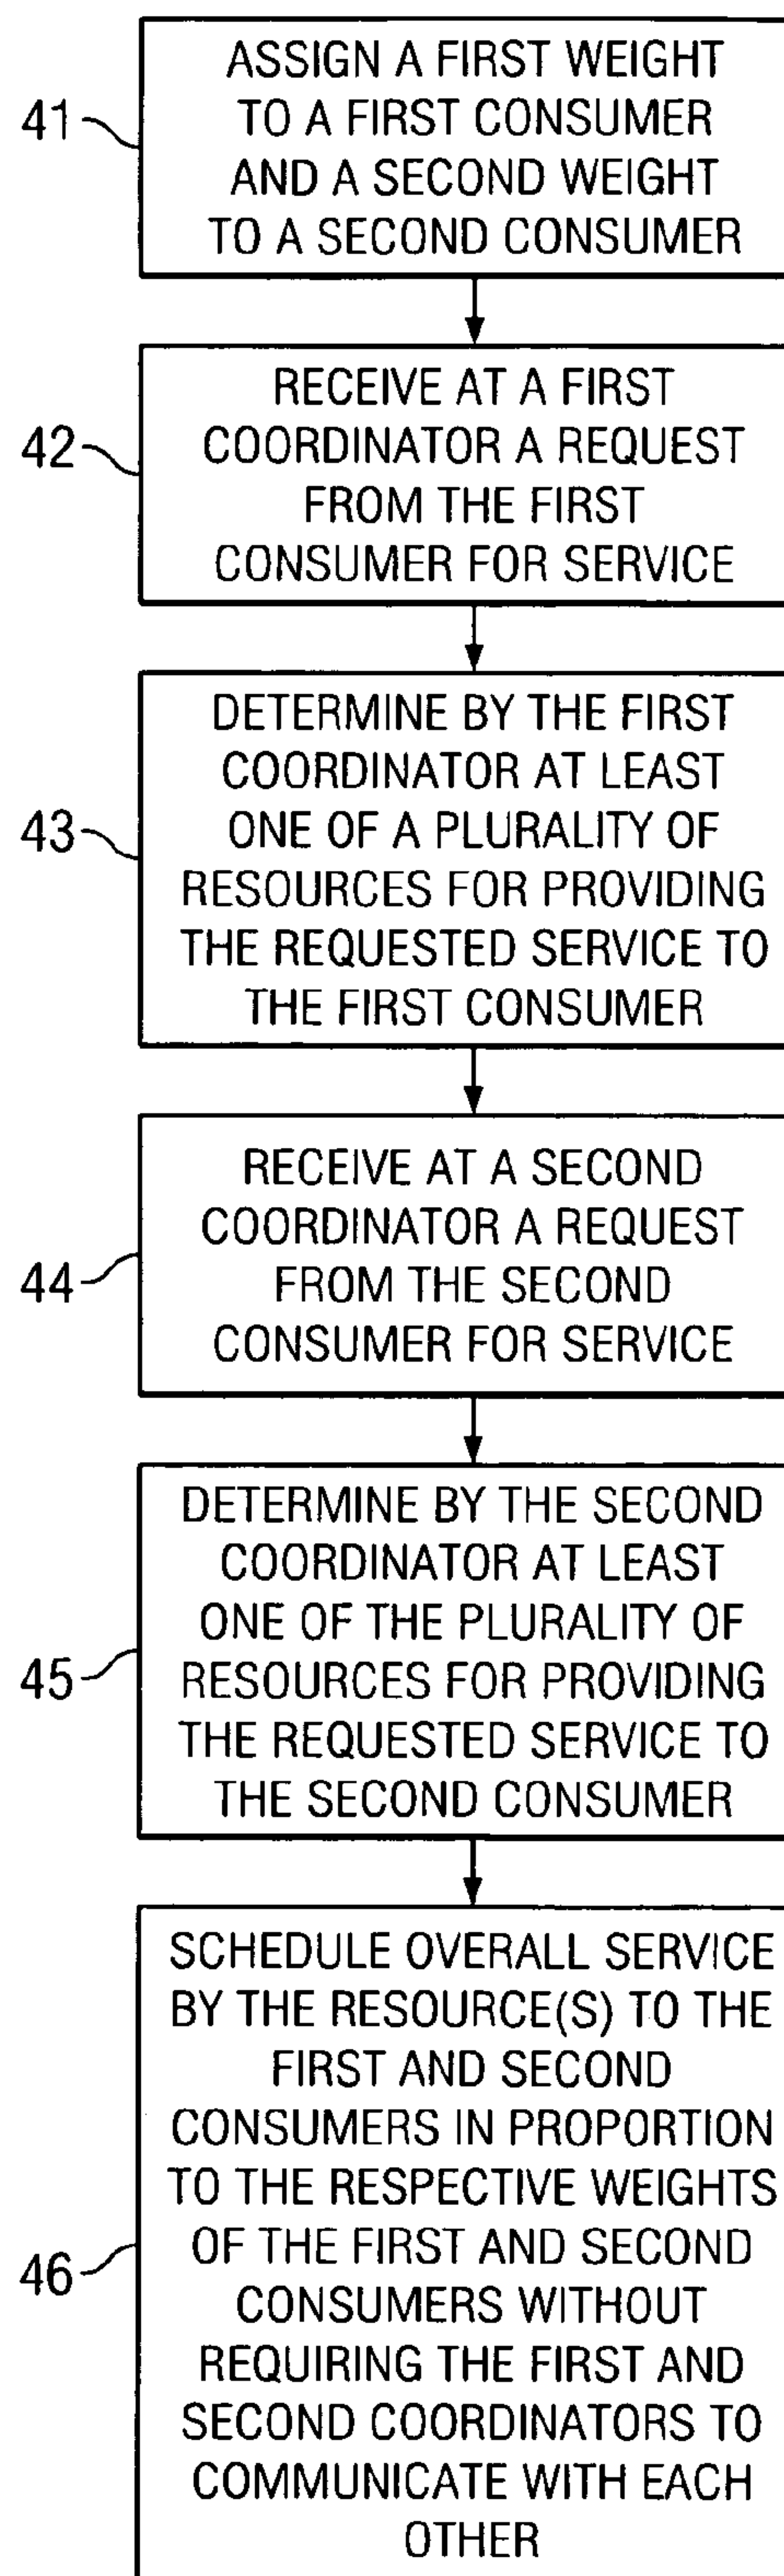 41
ASSIGN A FIRST WEIGHT
TO A FIRST CONSUMER
AND A SECOND WEIGHT
TO A SECOND CONSUMER
42
RECEIVE AT A FIRST
COORDINATOR A REQUEST
FROM THE FIRST
CONSUMER FOR SERVICE
43
DETERMINE BY THE FIRST
COORDINATOR AT LEAST
ONE OF A PLURALITY OF
RESOURCES FOR PROVIDING
THE REQUESTED SERVICE TO
THE FIRST CONSUMER
44
RECEIVE AT A SECOND
COORDINATOR A REQUEST
FROM THE SECOND
CONSUMER FOR SERVICE
45
DETERMINE BY THE SECOND
COORDINATOR AT LEAST
ONE OF THE PLURALITY OF
RESOURCES FOR PROVIDING
THE REQUESTED SERVICE TO
THE SECOND CONSUMER
46
SCHEDULE OVERALL SERVICE
BY THE RESOURCE(S) TO THE
FIRST AND SECOND
CONSUMERS IN PROPORTION
TO THE RESPECTIVE WEIGHTS
OF THE FIRST AND SECOND
CONSUMERS WITHOUT
REQUIRING THE FIRST AND
SECOND COORDINATORS TO
COMMUNICATE WITH EACH
OTHER